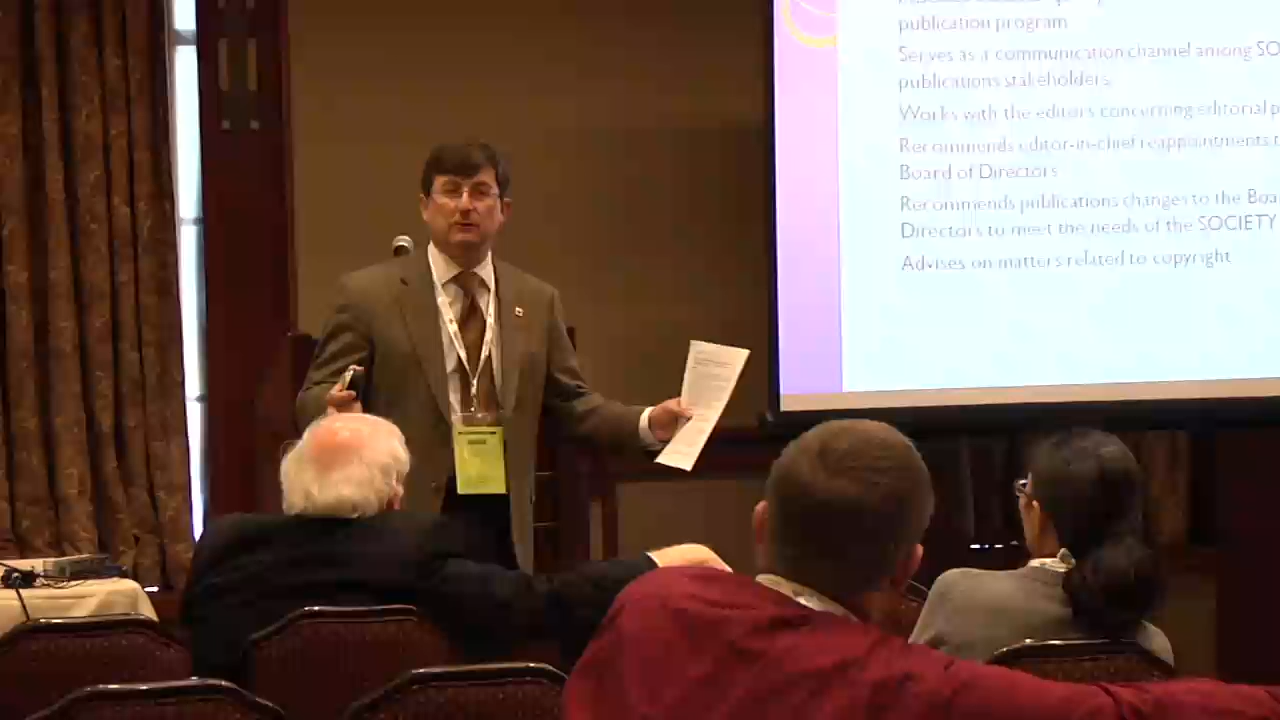 publication program
Serves as a communication channel among SO
publications stakeholders
Works with the editors concerning editorial p
Recommends editor-in-chief reappointments t
Board of Directors
Recommends publications changes to the Boa
Directors to meet the needs of the SOCIETY
Advises on matters related to copyright